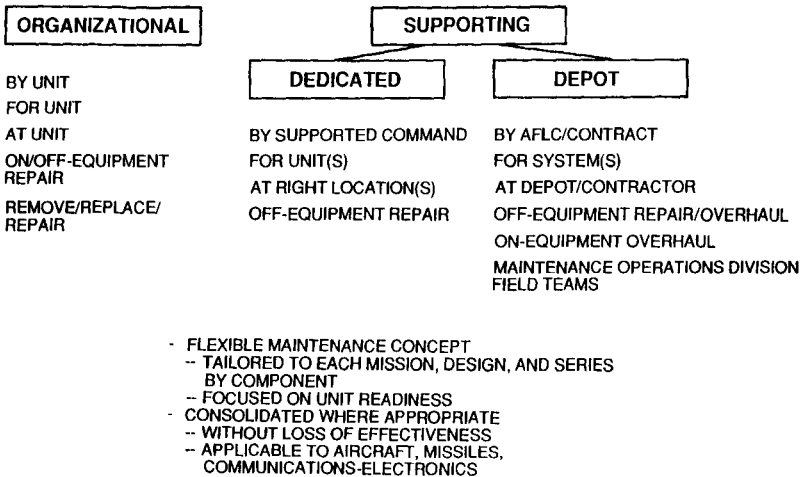 ORGANIZATIONAL
BY UNIT
FOR UNIT
AT UNIT
ON/OFF-EQUIPMENT
REPAIR
REMOVE/REPLACE/
REPAIR
SUPPORTING
DEDICATED
BY SUPPORTED COMMAND
FOR UNIT(S)
AT RIGHT LOCATION(S)
OFF-EQUIPMENT REPAIR
DEPOT
BY AFLC/CONTRACT
FOR SYSTEM(S)
AT DEPOT/CONTRACTOR
OFF-EQUIPMENT REPAIR/OVERHAUL
ON-EQUIPMENT OVERHAUL
MAINTENANCE OPERATIONS DIVISION
FIELD TEAMS
- FLEXIBLE MAINTENANCE CONCEPT
-- TAILORED TO EACH MISSION, DESIGN, AND SERIES
BY COMPONENT
-- FOCUSED ON UNIT READINESS
- CONSOLIDATED WHERE APPROPRIATE
-- WITHOUT LOSS OF EFFECTIVENESS
-- APPLICABLE TO AIRCRAFT, MISSILES,
COMMUNICATIONS-ELECTRONICS